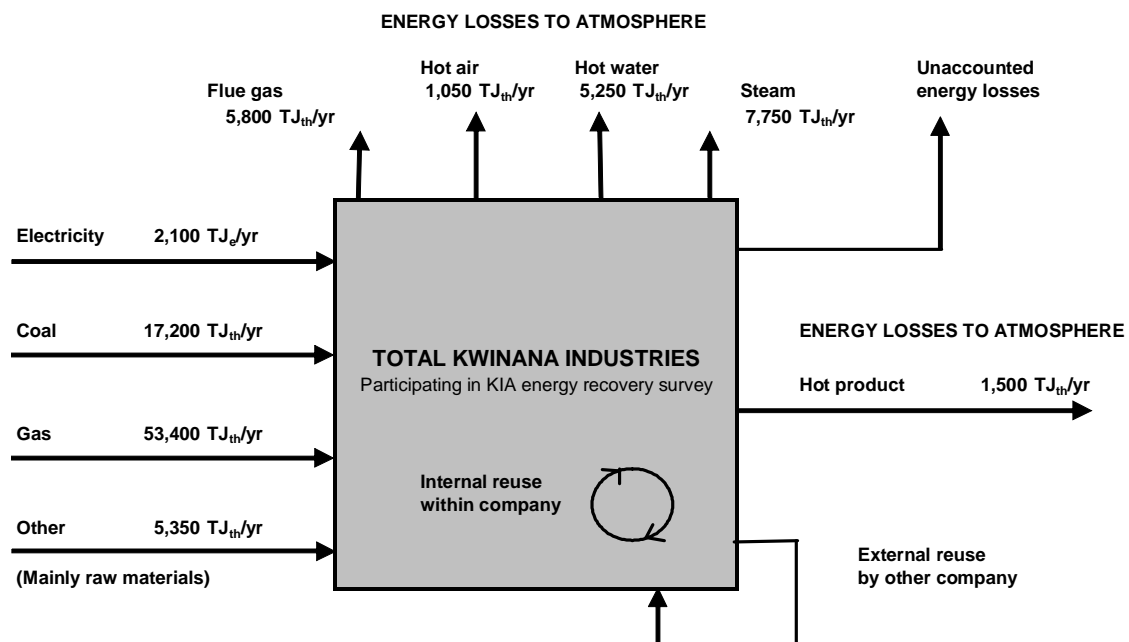 ENERGY LOSSES TO ATMOSPHERE
Flue gas
5,800 TJth/yr
Hot air
1,050 TJth/yr
Hot water
5,250 TJth/yr
Steam
7,750 TJth/yr
Unaccounted
energy losses
Electricity 2,100 TJe/yr
Coal 17,200 TJth/yr
Gas 53,400 TJth/yr
Other 5,350 TJth/yr
(Mainly raw materials)
TOTAL KWINANA INDUSTRIES
Participating in KIA energy recovery survey
Internal reuse
within company
ENERGY LOSSES TO ATMOSPHERE
Hot product 1,500 TJth/yr
External reuse
by other company